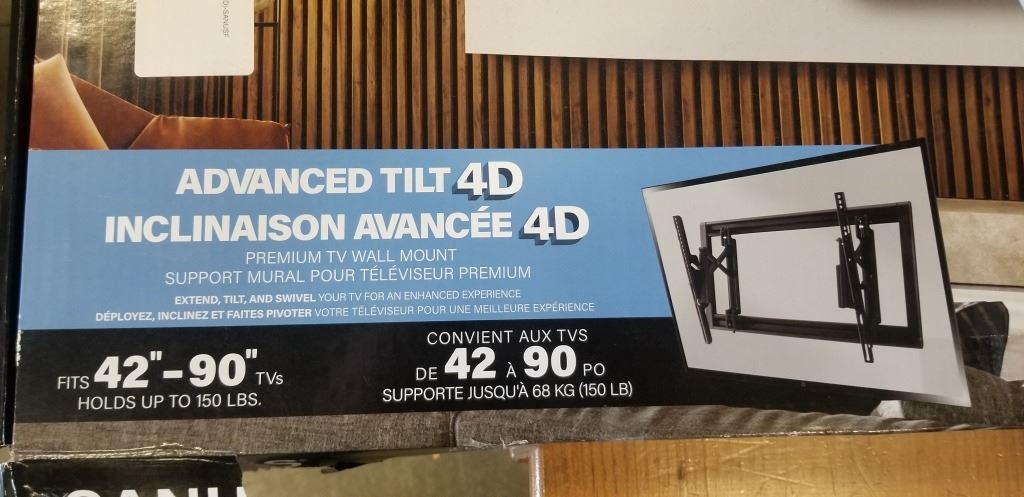 DI-SANUSF
ADVANCED TILT 4D
INCLINAISON AVANCÉE 4D
PREMIUM TV WALL MOUNT
SUPPORT MURAL POUR TÉLÉVISEUR PREMIUM
EXTEND, TILT, AND SWIVEL YOUR TV FOR AN ENHANCED EXPERIENCE
DÉPLOYEZ, INCLINEZ ET FAITES PIVOTER VOTRE TÉLÉVISEUR POUR UNE MEILLEURE EXPÉRIENCE
FITS 42"-90" TVs
HOLDS UP TO 150 LBS.
CONVIENT AUX TVS
DE 42 À 90 PO
SUPPORTE JUSQU'À 68 KG (150 LB)